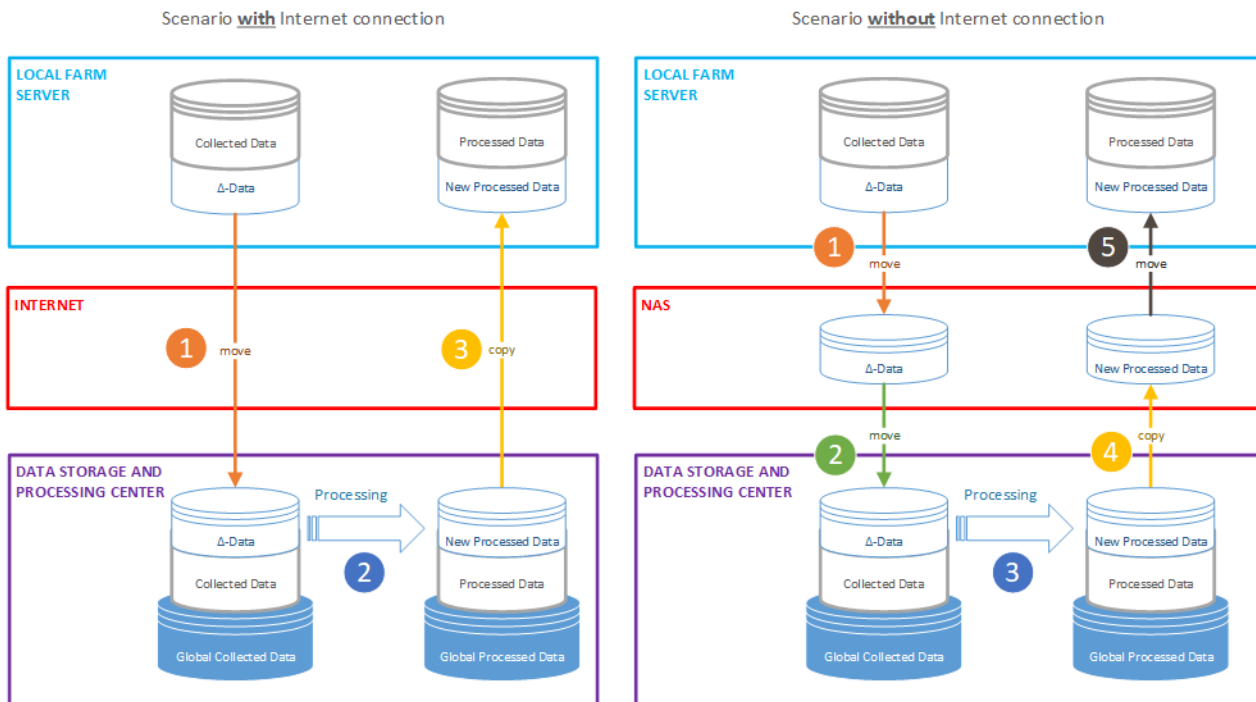 Scenario with Internet connection
LOCAL FARM
SERVER
Collected Data
Δ-Data
Processed Data
New Processed Data
INTERNET
1
move
3
copy
DATA STORAGE AND
PROCESSING CENTER
Δ-Data
Collected Data
Global Collected Data
Processing
2
New Processed Data
Processed Data
Global Processed Data
Scenario without Internet connection
LOCAL FARM
SERVER
Collected Data
Δ-Data
Processed Data
New Processed Data
1
move
5
move
NAS
Δ-Data
New Processed Data
2
move
4
copy
DATA STORAGE AND
PROCESSING CENTER
Δ-Data
Collected Data
Global Collected Data
Processing
3
New Processed Data
Processed Data
Global Processed Data